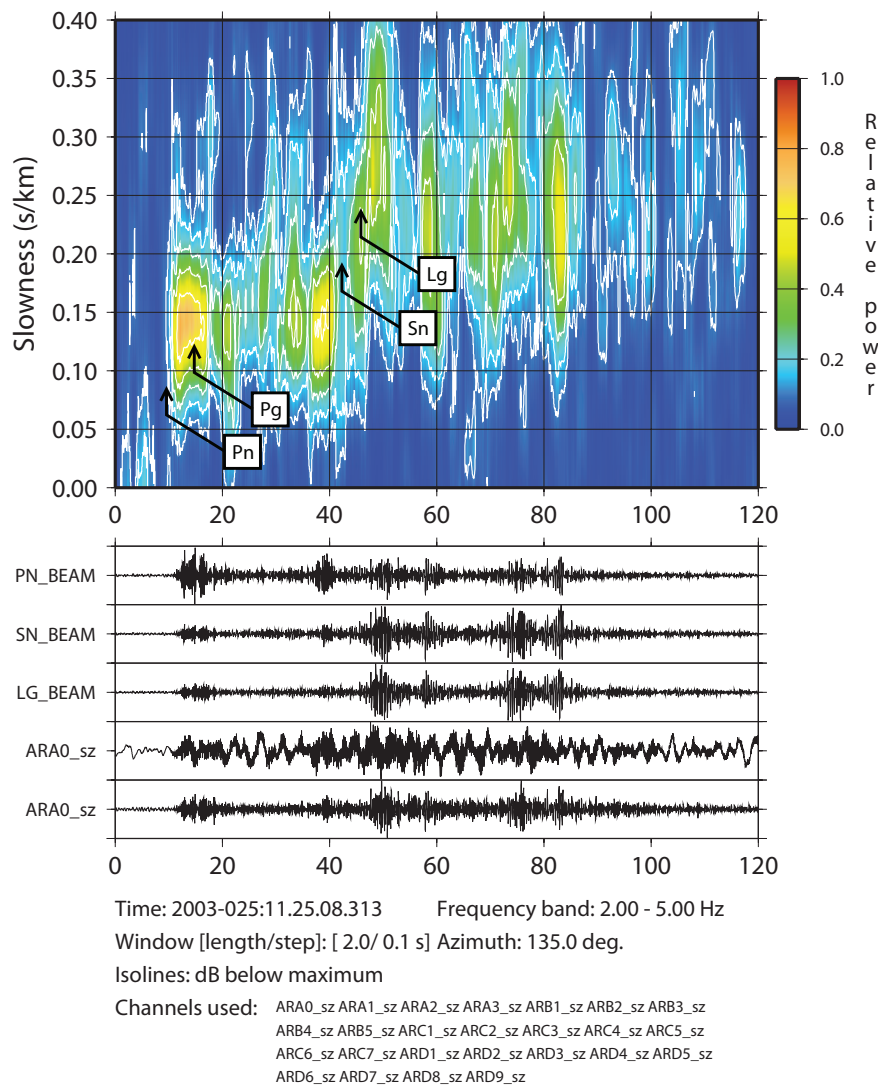 0.40
0.35
0.30
0.25
0.20
0.15
0.10
0.05
0.00
Slowness (s/km)
Lg
Sn
Pg
Pn
0 20 40 60 80 100 120
1.0
0.8
0.6
0.4
0.2
0.0
Relative power
PN_BEAM
SN_BEAM
LG_BEAM
ARA0_sz
ARA0_sz
0 20 40 60 80 100 120
Time: 2003-025:11.25.08.313 Frequency band: 2.00 - 5.00 Hz
Window [length/step]: [ 2.0/ 0.1 s] Azimuth: 135.0 deg.
Isolines: dB below maximum
Channels used: ARA0_sz ARA1_sz ARA2_sz ARA3_sz ARB1_sz ARB2_sz ARB3_sz
ARB4_sz ARB5_sz ARC1_sz ARC2_sz ARC3_sz ARC4_sz ARC5_sz
ARC6_sz ARC7_sz ARD1_sz ARD2_sz ARD3_sz ARD4_sz ARD5_sz
ARD6_sz ARD7_sz ARD8_sz ARD9_sz